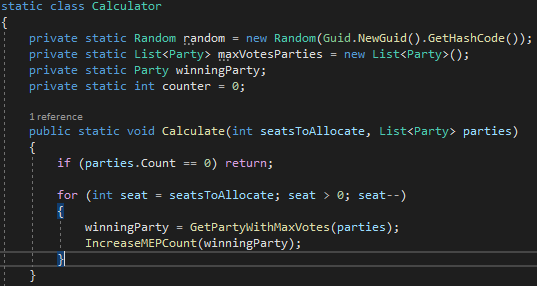 static class Calculator
{
private static Random random = new Random(Guid.NewGuid().GetHashCode());
private static List<Party> maxVotesParties = new List<Party>();
private static Party winningParty;
private static int counter = 0;
1 reference
public static void Calculate(int seatsToAllocate, List<Party> parties)
{
if (parties.Count == 0) return;
for (int seat = seatsToAllocate; seat > 0; seat--)
{
winningParty = GetPartyWithMaxVotes(parties);
IncreaseMEPCount(winningParty);
}
}